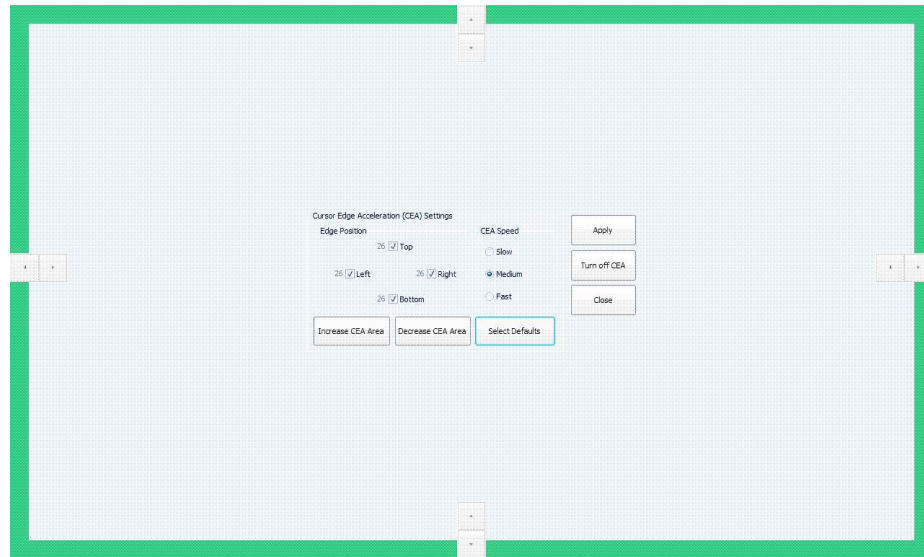 Cursor Edge Acceleration (CEA) Settings
Edge Position
CEA Speed
Apply
26 Top
Slow
Turn off CEA
26 Left
26 Right
Medium
26 Bottom
Fast
Close
Increase CEA Area
Decrease CEA Area
Select Defaults